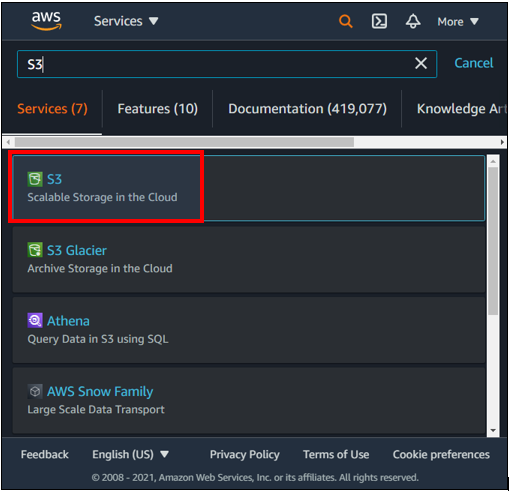 aws Services ▼ More ▼
S3 Cancel
Services (7) Features (10) Documentation (419,077) Knowledge Ar
S3
Scalable Storage in the Cloud
S3 Glacier
Archive Storage in the Cloud
Athena
Query Data in S3 using SQL
AWS Snow Family
Large Scale Data Transport
Feedback English (US) ▼ Privacy Policy Terms of Use Cookie preferences
© 2008 - 2021, Amazon Web Services, Inc. or its affiliates. All rights reserved.